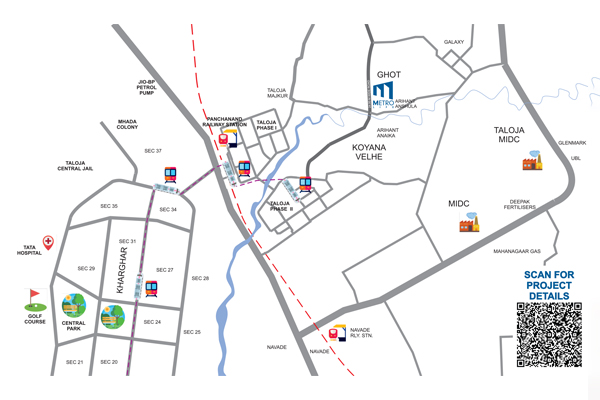 GALAXY
GHOT
JIO-BP
PETROL
PUMP
TALOJA
MAJKUR
METRO
ARIHANT
ANSHULA
MHADA
COLONY
PANCHANAND
RAILWAY STATION
TALOJA
PHASE I
ARIHANT
ANAIKA
TALOJA
MIDC
GLENMARK
UBL
SEC 37
KOYANA
VELHE
TALOJA
CENTRAL JAIL
SEC 35
SEC 34
TALOJA
PHASE II
MIDC
DEEPAK
FERTILISERS
TATA
HOSPITAL
SEC 31
KHARGHAR
MAHANAGAR GAS
SEC 29
SEC 27
SEC 28
SCAN FOR
PROJECT
DETAILS
GOLF
COURSE
CENTRAL
PARK
SEC 24
SEC 25
NAVADE
RLY. STN.
SEC 21
SEC 20
NAVADE
NAVADE